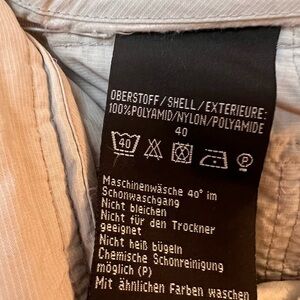 OBERSTOFF/SHELL/EXTERIEURE:
100%POLYAMID/NYLON/POLYAMIDE
40
40 P
Maschinenwäsche 40° im
Schonwaschgang
Nicht bleichen
Nicht für den Trockner
geeignet
Nicht heiß bügeln
Chemische Schonreinigung
möglich (P)
Mit ähnlichen Farben waschen